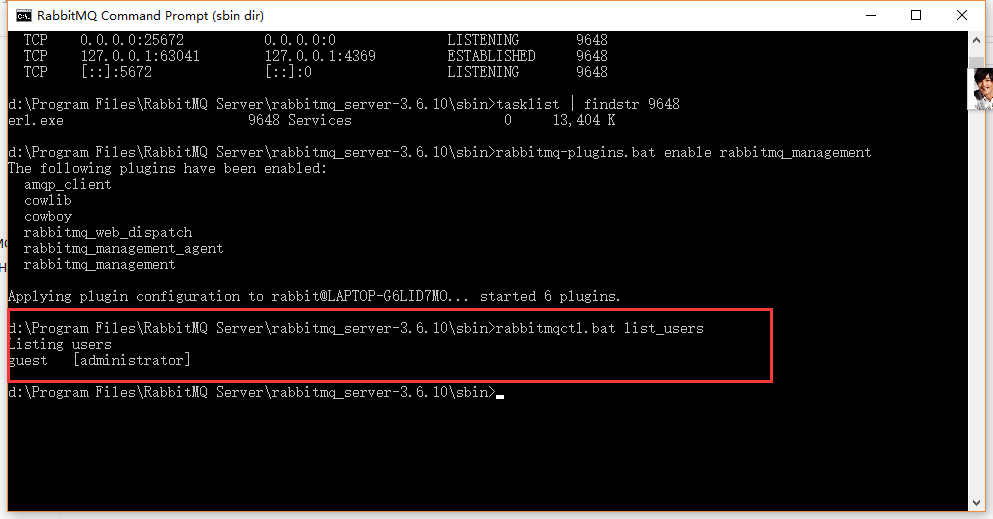 RabbitMQ Command Prompt (sbin dir)
TCP 0.0.0.0:25672 0.0.0.0:0 LISTENING 9648
TCP 127.0.0.1:63041 127.0.0.1:4369 ESTABLISHED 9648
TCP [::]:5672 [::]:0 LISTENING 9648
d:\Program Files\RabbitMQ Server\rabbitmq_server-3.6.10\sbin>tasklist | findstr 9648
erl.exe 9648 Services 0 13,404 K
d:\Program Files\RabbitMQ Server\rabbitmq_server-3.6.10\sbin>rabbitmq-plugins.bat enable rabbitmq_management
The following plugins have been enabled:
amqp_client
cowlib
cowboy
rabbitmq_web_dispatch
rabbitmq_management_agent
rabbitmq_management
Applying plugin configuration to rabbit@LAPTOP-G6LID7MO... started 6 plugins.
d:\Program Files\RabbitMQ Server\rabbitmq_server-3.6.10\sbin>rabbitmqctl.bat list_users
Listing users
guest [administrator]
d:\Program Files\RabbitMQ Server\rabbitmq_server-3.6.10\sbin>